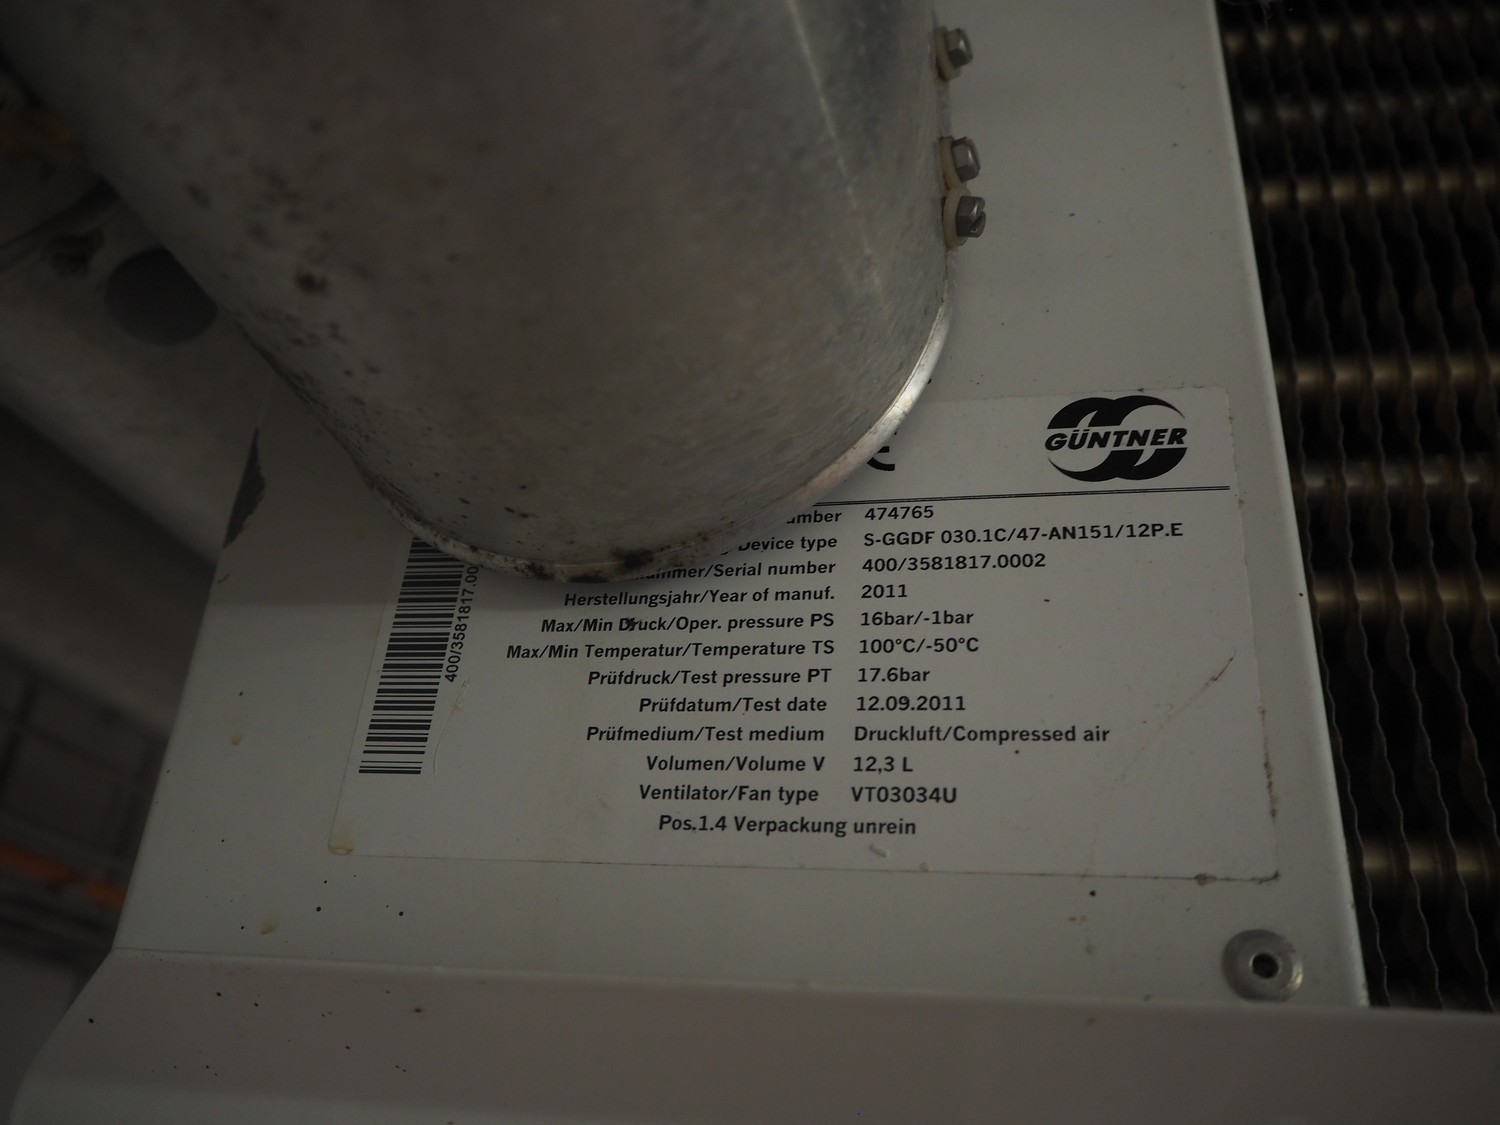 GÜNTNER
474765
Device type S-GGDF 030.1C/47-AN151/12P.E
/Serial number 400/3581817.0002
Herstellungsjahr/Year of manuf. 2011
Max/Min Druck/Oper. pressure PS 16bar/-1bar
Max/Min Temperatur/Temperature TS 100°C/-50°C
Prüfdruck/Test pressure PT 17.6bar
Prüfdatum/Test date 12.09.2011
Prüfmedium/Test medium Druckluft/Compressed air
Volumen/Volume V 12,3 L
Ventilator/Fan type VT03034U
Pos.1.4 Verpackung unrein
400/3581817.00